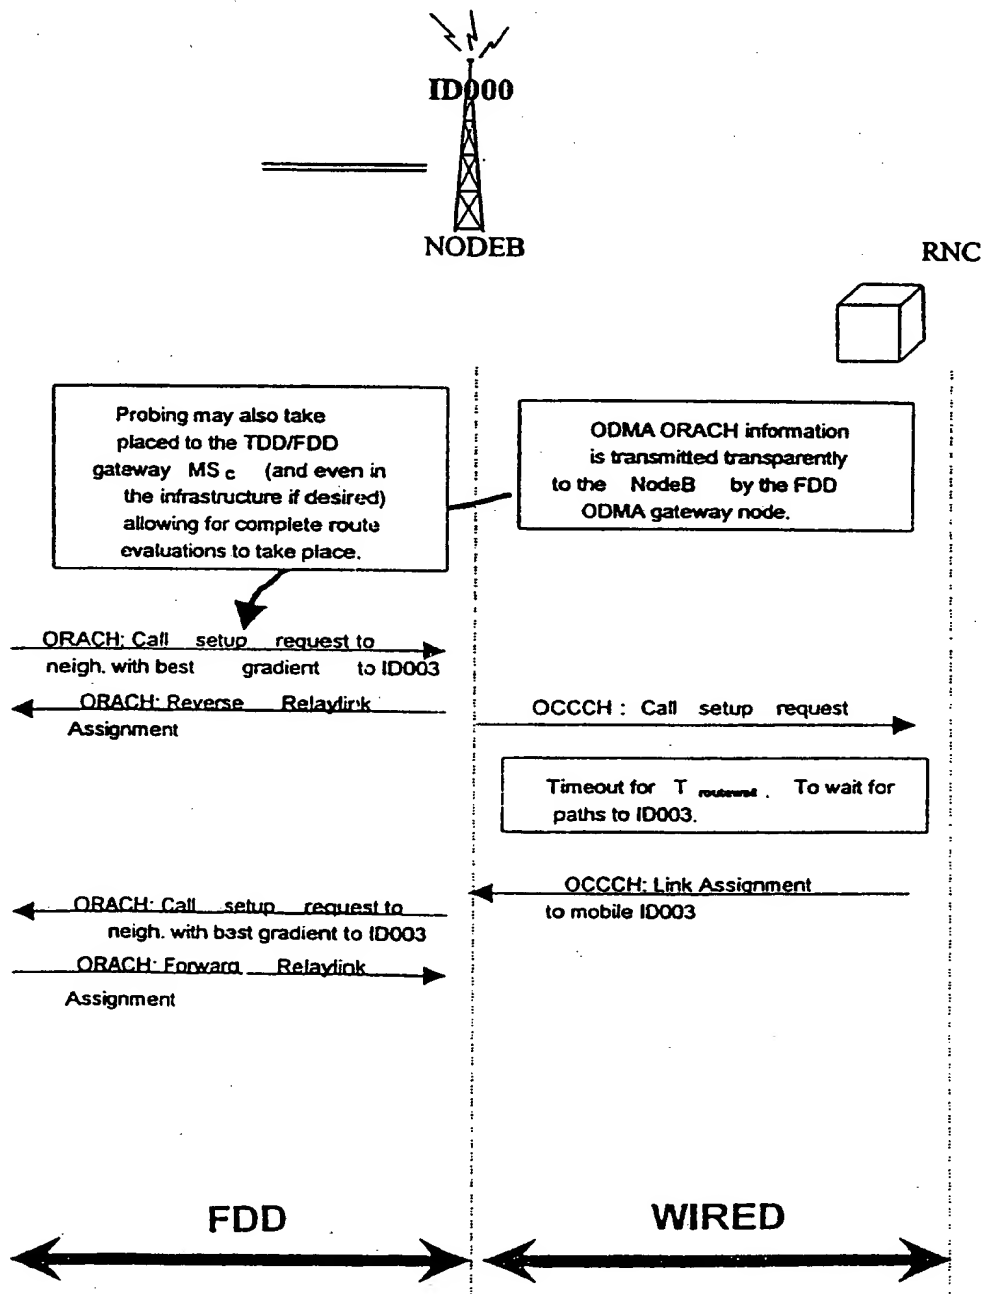 ID000
NODEB
RNC
Probing may also take
placed to the TDD/FDD
gateway MS C (and even in
the infrastructure if desired)
allowing for complete route
evaluations to take place.
ODMA ORACH information
is transmitted transparently
to the NodeB by the FDD
ODMA gateway node.
ORACH: Call setup request to
neigh. with best gradient to ID003
ORACH: Reverse Relaylink
Assignment
OCCCH : Call setup request
Timeout for T . To wait for
paths to ID003.
OCCCH: Link Assignment
to mobile ID003
ORACH: Call setup request to
neigh. with best gradient to ID003
ORACH: Forward Relaylink
Assignment
FDD
WIRED